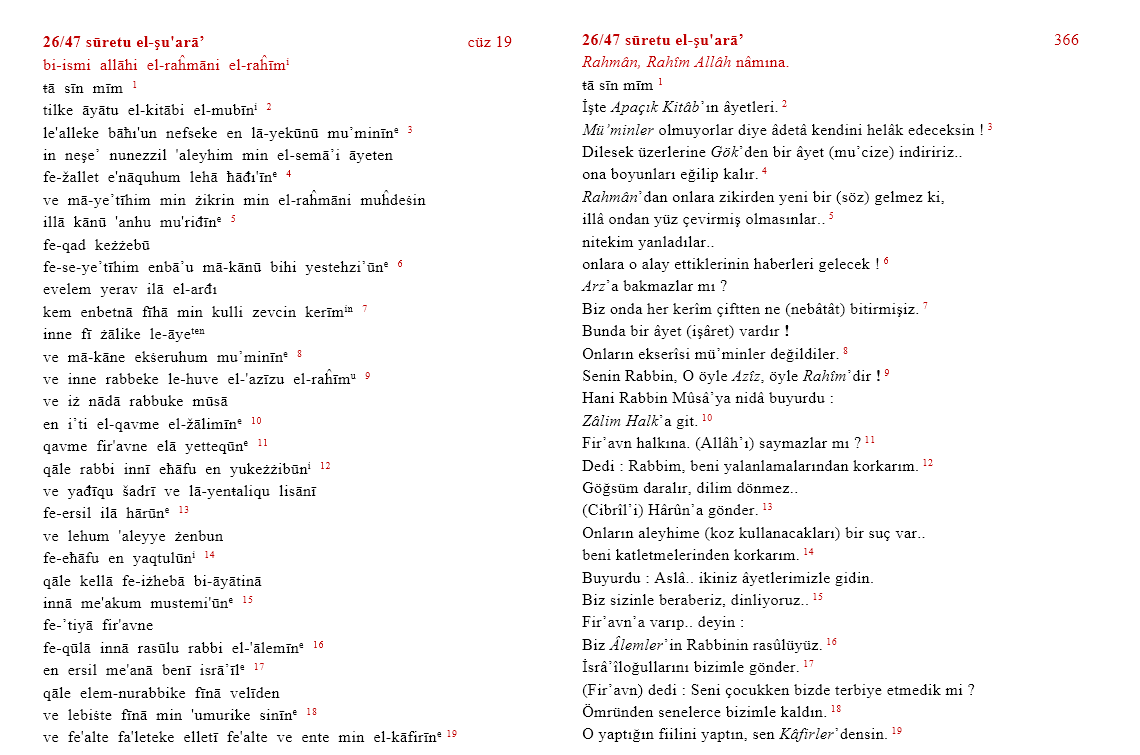 26/47 sūretu el-şu'arā’
cüz 19
bi-ismi allāhi el-raĥmāni el-raĥīmⁱ
ŧā sīn mīm 1
tilke āyātu el-kitābi el-mubīnⁱ 2
le'alleke bāħı'un nefseke en lā-yekūnū mu’minīnᵉ 3
in neşe’ nunezzil 'aleyhim min el-semā’i āyeten
fe-žallet e'nāquhum lehā ħāđı'īnᵉ 4
ve mā-ye’tīhim min żikrin min el-raĥmāni muĥdeśin
illā kānū 'anhu mu'riđīnᵉ 5
fe-qad keżżebū
fe-se-ye’tīhim enbā’u mā-kānū bihi yestehzi’ūnᵉ 6
evelem yerav ilā el-arđı
kem enbetnā fīhā min kulli zevcin kerīmⁱⁿ 7
inne fī żālike le-āyeᵗᵉⁿ
ve mā-kāne ekśeruhum mu’minīnᵉ 8
ve inne rabbeke le-huve el-'azīzu el-raĥīmᵘ 9
ve iż nādā rabbuke mūsā
en i’ti el-qavme el-žālimīnᵉ 10
qavme fir'avne elā yetteqūnᵉ 11
qāle rabbi innī eħāfu en yukeżżibūnⁱ 12
ve yađīqu šadrī ve lā-yenŧaliqu lisānī
fe-ersil ilā hārūnᵉ 13
ve lehum 'aleyye żenbun
fe-eħāfu en yaqtulūnⁱ 14
qāle kellā fe-iżhebā bi-āyātinā
innā me'akum mustemi'ūnᵉ 15
fe-’tiyā fir'avne
fe-qūlā innā rasūlu rabbi el-'ālemīnᵉ 16
en ersil me'anā benī isrā’īlᵉ 17
qāle elem-nurabbike fīnā velīden
ve lebiśte fīnā min 'umurike sinīnᵉ 18
ve fe'alte fa'leteke elletī fe'alte ve ente min el-kāfirīnᵉ 19
26/47 sūretu el-şu'arā’
366
Rahmân, Rahîm Allâh nâmına.
ŧā sīn mīm 1
İşte Apaçık Kitâb’ın âyetleri. 2
Mü’minler olmuyorlar diye âdetâ kendini helâk edeceksin ! 3
Dilesek üzerlerine Gök’den bir âyet (mu’cize) indiririz..
ona boyunları eğilip kalır. 4
Rahmân’dan onlara zikirden yeni bir (söz) gelmez ki,
illâ ondan yüz çevirmiş olmasınlar.. 5
nitekim yanladılar..
onlara o alay ettiklerinin haberleri gelecek ! 6
Arz’a bakmazlar mı ?
Biz onda her kerîm çiftten ne (nebâtât) bitirmişiz. 7
Bunda bir âyet (işâret) vardır !
Onların ekserîsi mü’minler değildiler. 8
Senin Rabbin, O öyle Azîz, öyle Rahîm’dir ! 9
Hani Rabbin Mûsâ’ya nidâ buyurdu :
Zâlim Halk’a git. 10
Fir’avn halkına. (Allâh’ı) saymazlar mı ? 11
Dedi : Rabbim, beni yalanlamalarından korkarım. 12
Göğsüm daralır, dilim dönmez..
(Cibrîl’i) Hârûn’a gönder. 13
Onların aleyhime (koz kullanacakları) bir suç var..
beni katletmelerinden korkarım. 14
Buyurdu : Aslâ.. ikiniz âyetlerimizle gidin.
Biz sizinle beraberiz, dinliyoruz.. 15
Fir’avn’a varıp.. deyin :
Biz Âlemler’in Rabbinin rasûlüyüz. 16
İsrâ’îloğullarını bizimle gönder. 17
(Fir’avn) dedi : Seni çocukken bizde terbiye etmedik mi ?
Ömründen senelerce bizimle kaldın. 18
O yaptığın fiilini yaptın, sen Kâfirler’densin. 19